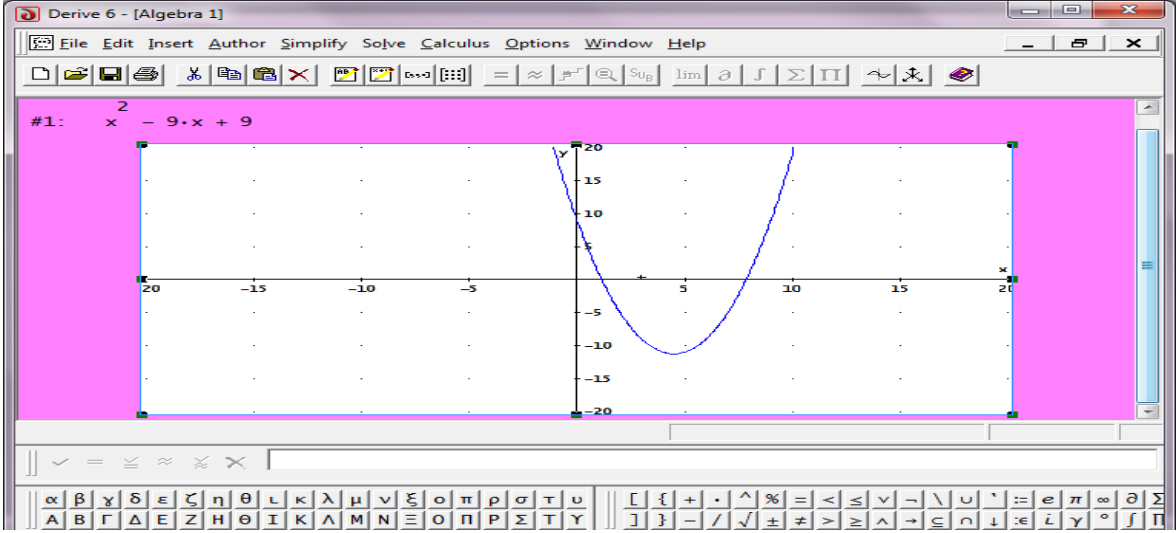 Derive 6 - [Algebra 1]
File Edit Insert Author Simplify Solve Calculus Options Window Help
= ≈ SUB lim ∂ ∫ Σ Π
#1: x² - 9·x + 9
y 20
15
10
5
x
20 -15 -10 -5 5 10 15 20
-5
-10
-15
-20
= ≈
α β γ δ ε ζ η θ ι κ λ μ ν ξ ο π ρ σ τ υ [ { + · ^ % = < ≤ ∨ ¬ \ ∪ ` := e π ∞ ∂ Σ
Α Β Γ Δ Ε Ζ Η Θ Ι Κ Λ Μ Ν Ξ Ο Π Ρ Σ Τ Υ ] } - / √ ± ≠ > ≥ ∧ → ⊆ ∩ ↓ :∈ i γ ° ∫ Π